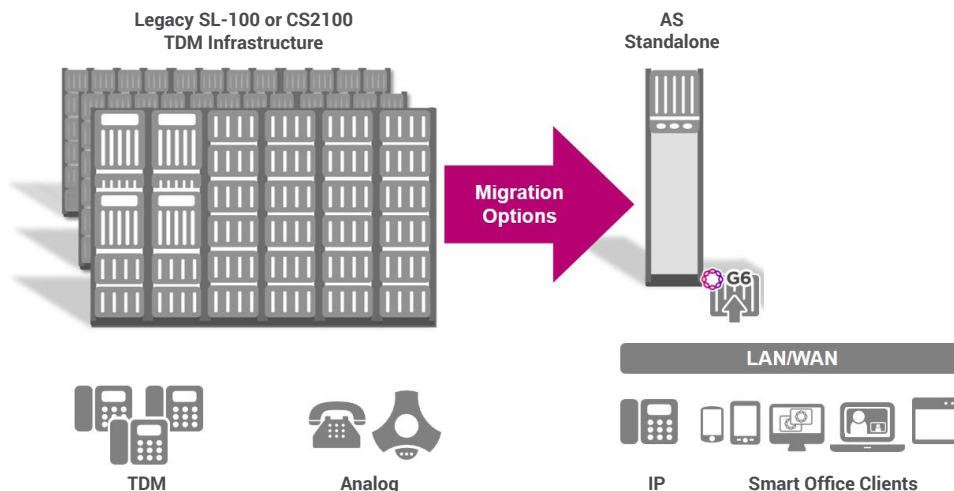 Legacy SL-100 or CS2100
TDM Infrastructure
AS
Standalone
Migration
Options
G6
LAN/WAN
TDM
Analog
IP
Smart Office Clients